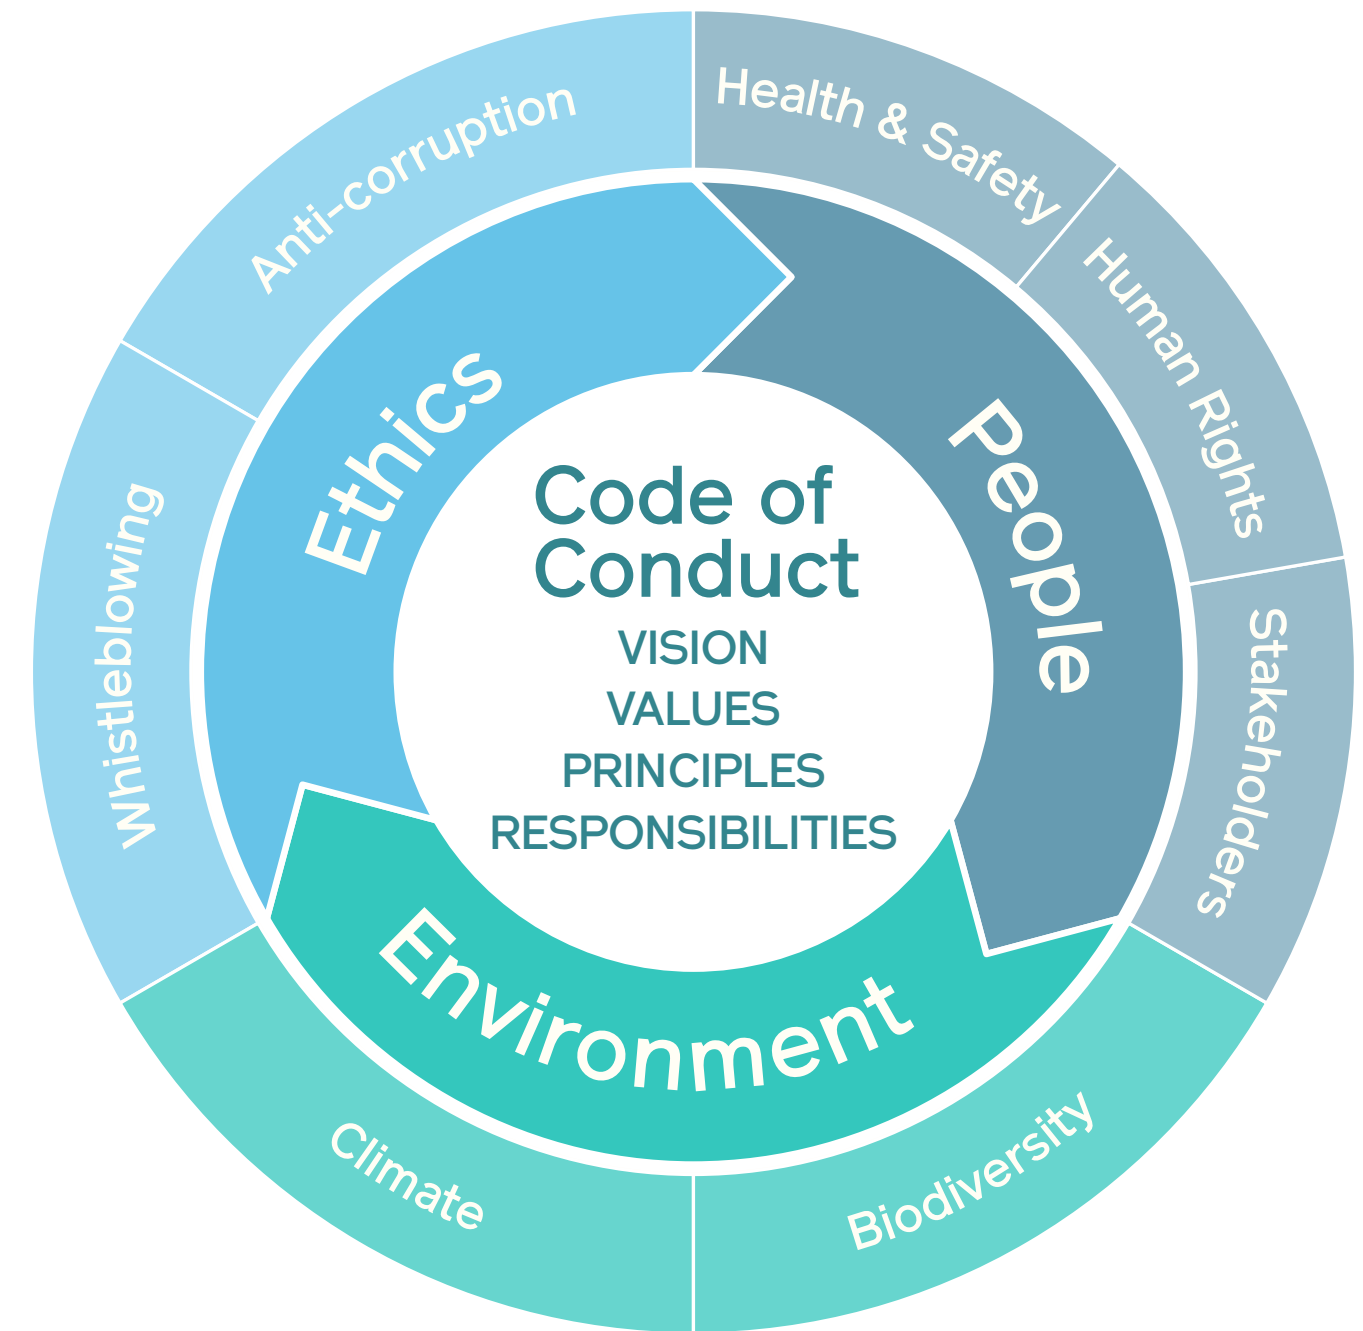 Code of
Conduct
VISION
VALUES
PRINCIPLES
RESPONSIBILITIES
Ethics
People
Environment
Anti-corruption
Whistleblowing
Health & Safety
Human Rights
Stakeholders
Biodiversity
Climate